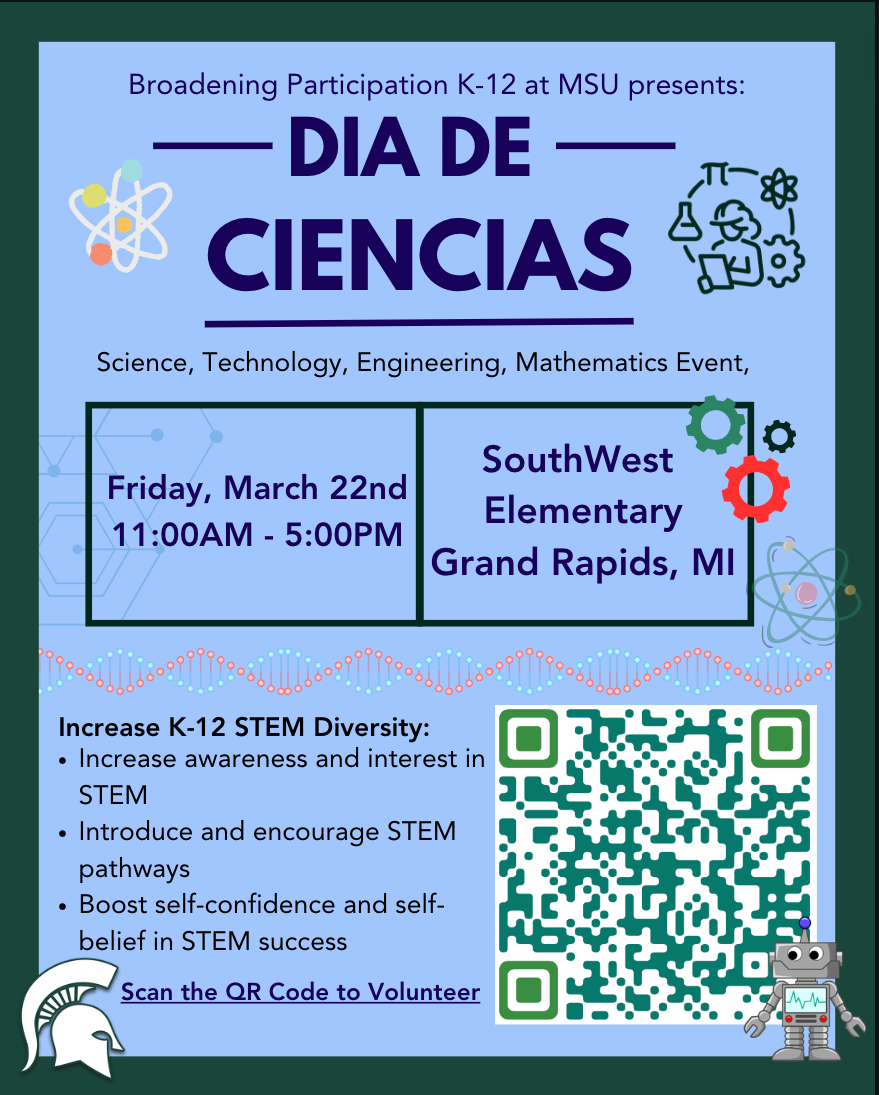 Broadening Participation K-12 at MSU presents:
DIA DE
CIENCIAS
Science, Technology, Engineering, Mathematics Event,
Friday, March 22nd
11:00AM - 5:00PM
SouthWest
Elementary
Grand Rapids, MI
Increase K-12 STEM Diversity:
• Increase awareness and interest in
STEM
• Introduce and encourage STEM
pathways
• Boost self-confidence and self-
belief in STEM success
Scan the QR Code to Volunteer